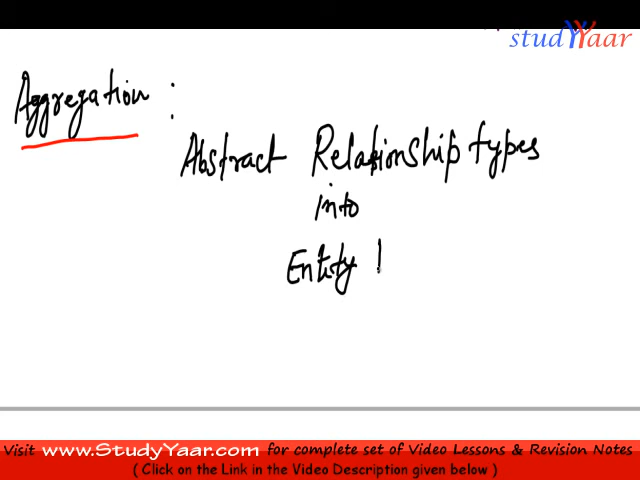 studYYaar
Aggregation :
Abstract Relationship types
into
Entity
Visit www.StudyYaar.com for complete set of Video Lessons & Revision Notes
( Click on the Link in the Video Description given below )